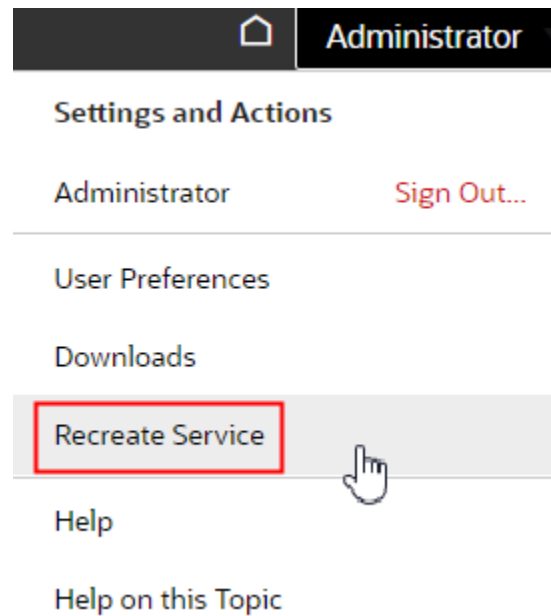 Administrator
Settings and Actions
Administrator Sign Out...
User Preferences
Downloads
Recreate Service
Help
Help on this Topic